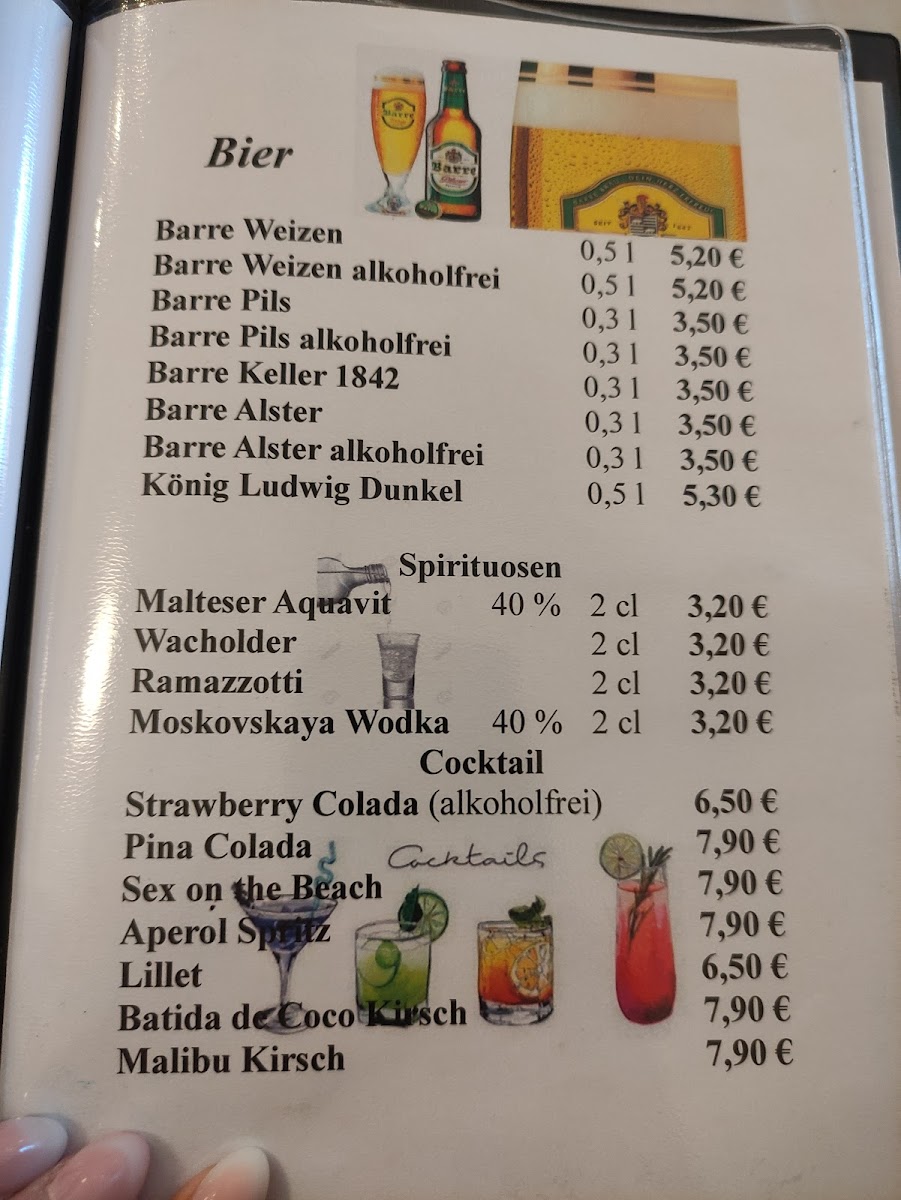 Bier
Barre
Barre
SEIT 1842
Barre Weizen 0,5 l 5,20 €
Barre Weizen alkoholfrei 0,5 l 5,20 €
Barre Pils 0,3 l 3,50 €
Barre Pils alkoholfrei 0,3 l 3,50 €
Barre Keller 1842 0,3 l 3,50 €
Barre Alster 0,3 l 3,50 €
Barre Alster alkoholfrei 0,3 l 3,50 €
König Ludwig Dunkel 0,5 l 5,30 €
Spirituosen
Malteser Aquavit 40 % 2 cl 3,20 €
Wacholder 2 cl 3,20 €
Ramazzotti 2 cl 3,20 €
Moskovskaya Wodka 40 % 2 cl 3,20 €
Cocktail
Strawberry Colada (alkoholfrei) 6,50 €
Pina Colada 7,90 €
Cocktails
Sex on the Beach 7,90 €
Aperol Spritz 7,90 €
Lillet 6,50 €
Batida de Coco Kirsch 7,90 €
Malibu Kirsch 7,90 €